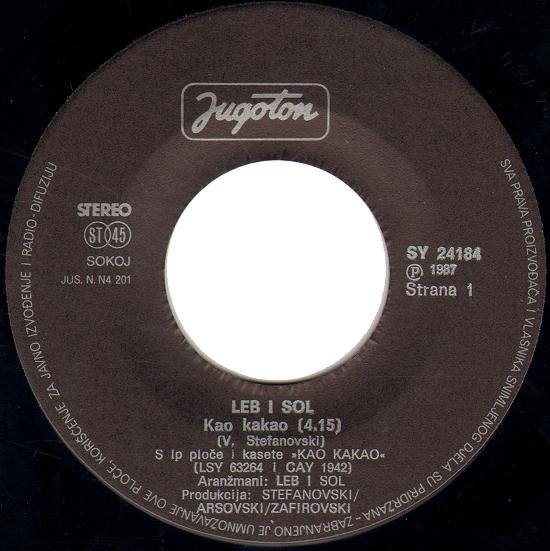 Jugoton
STEREO
ST 45
SOKOJ
JUS. N. N4 201
SY 24184
Ⓟ 1987
Strana 1
LEB I SOL
Kao kakao (4.15)
(V. Stefanovski)
S lp ploče i kasete »KAO KAKAO«
(LSY 63264 i CAY 1942)
Aranžmani: LEB I SOL
Produkcija: STEFANOVSKI/
ARSOVSKI/ZAFIROVSKI
SVA PRAVA PROIZVOĐAČA I VLASNIKA SNIMLJENOG DJELA SU PRIDRŽANA - ZABRANJENO JE UMNOŽAVANJE OVE PLOČE KORIŠĆENJE ZA JAVNO IZVOĐENJE I RADIO-DIFUZIJU